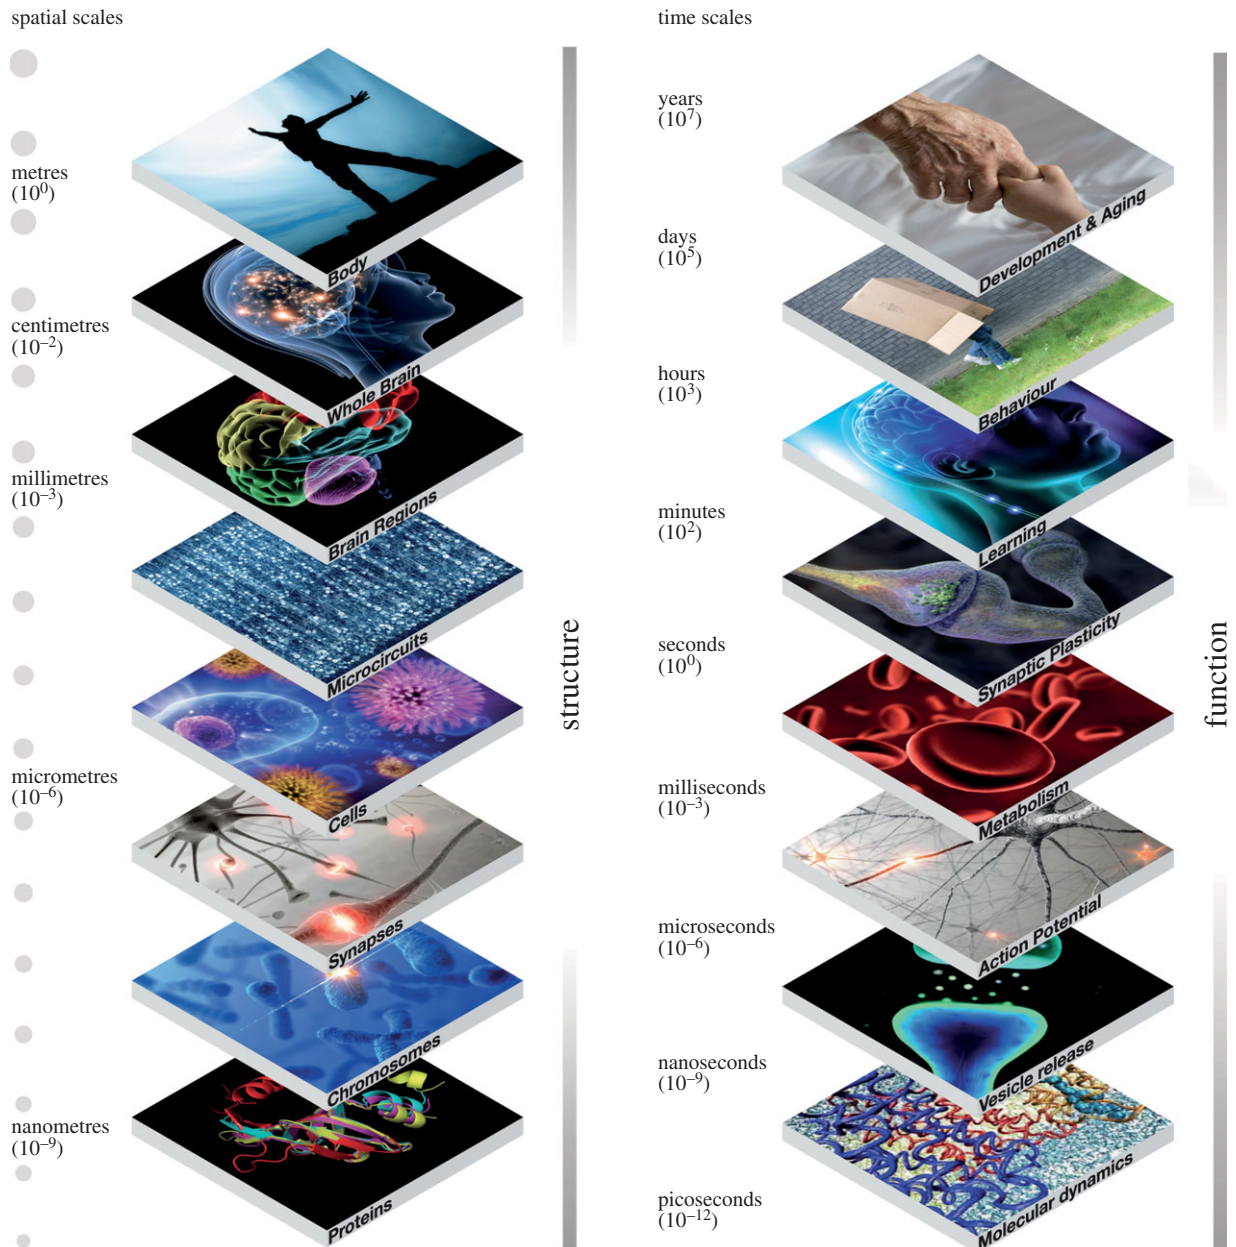 spatial scales
metres
(10⁰)
centimetres
(10⁻²)
millimetres
(10⁻³)
micrometres
(10⁻⁶)
nanometres
(10⁻⁹)
Body
Whole Brain
Brain Regions
Microcircuits
Cells
Synapses
Chromosomes
Proteins
structure
time scales
years
(10⁷)
days
(10⁵)
hours
(10³)
minutes
(10²)
seconds
(10⁰)
milliseconds
(10⁻³)
microseconds
(10⁻⁶)
nanoseconds
(10⁻⁹)
picoseconds
(10⁻¹²)
Development & Aging
Behaviour
Learning
Synaptic Plasticity
Metabolism
Action Potential
Vesicle release
Molecular dynamics
function